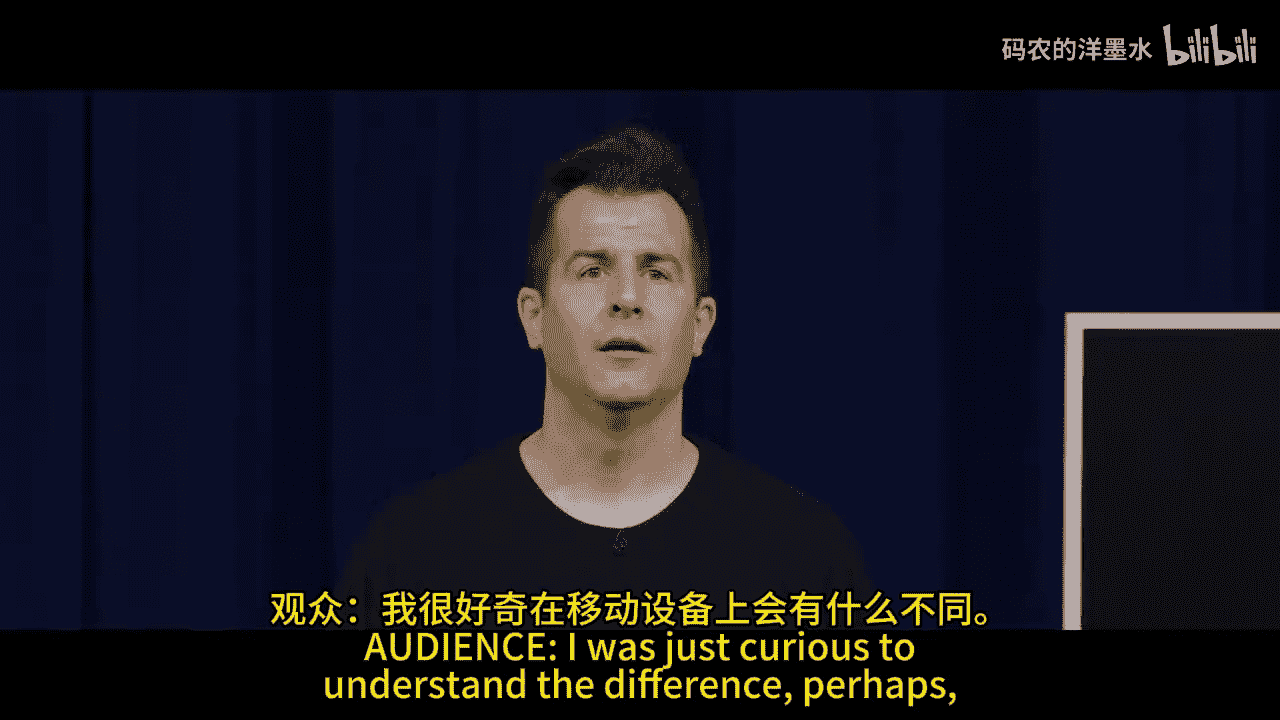 码农的洋墨水 bilibili
观众：我很好奇在移动设备上会有什么不同。
AUDIENCE: I was just curious to
understand the difference, perhaps,